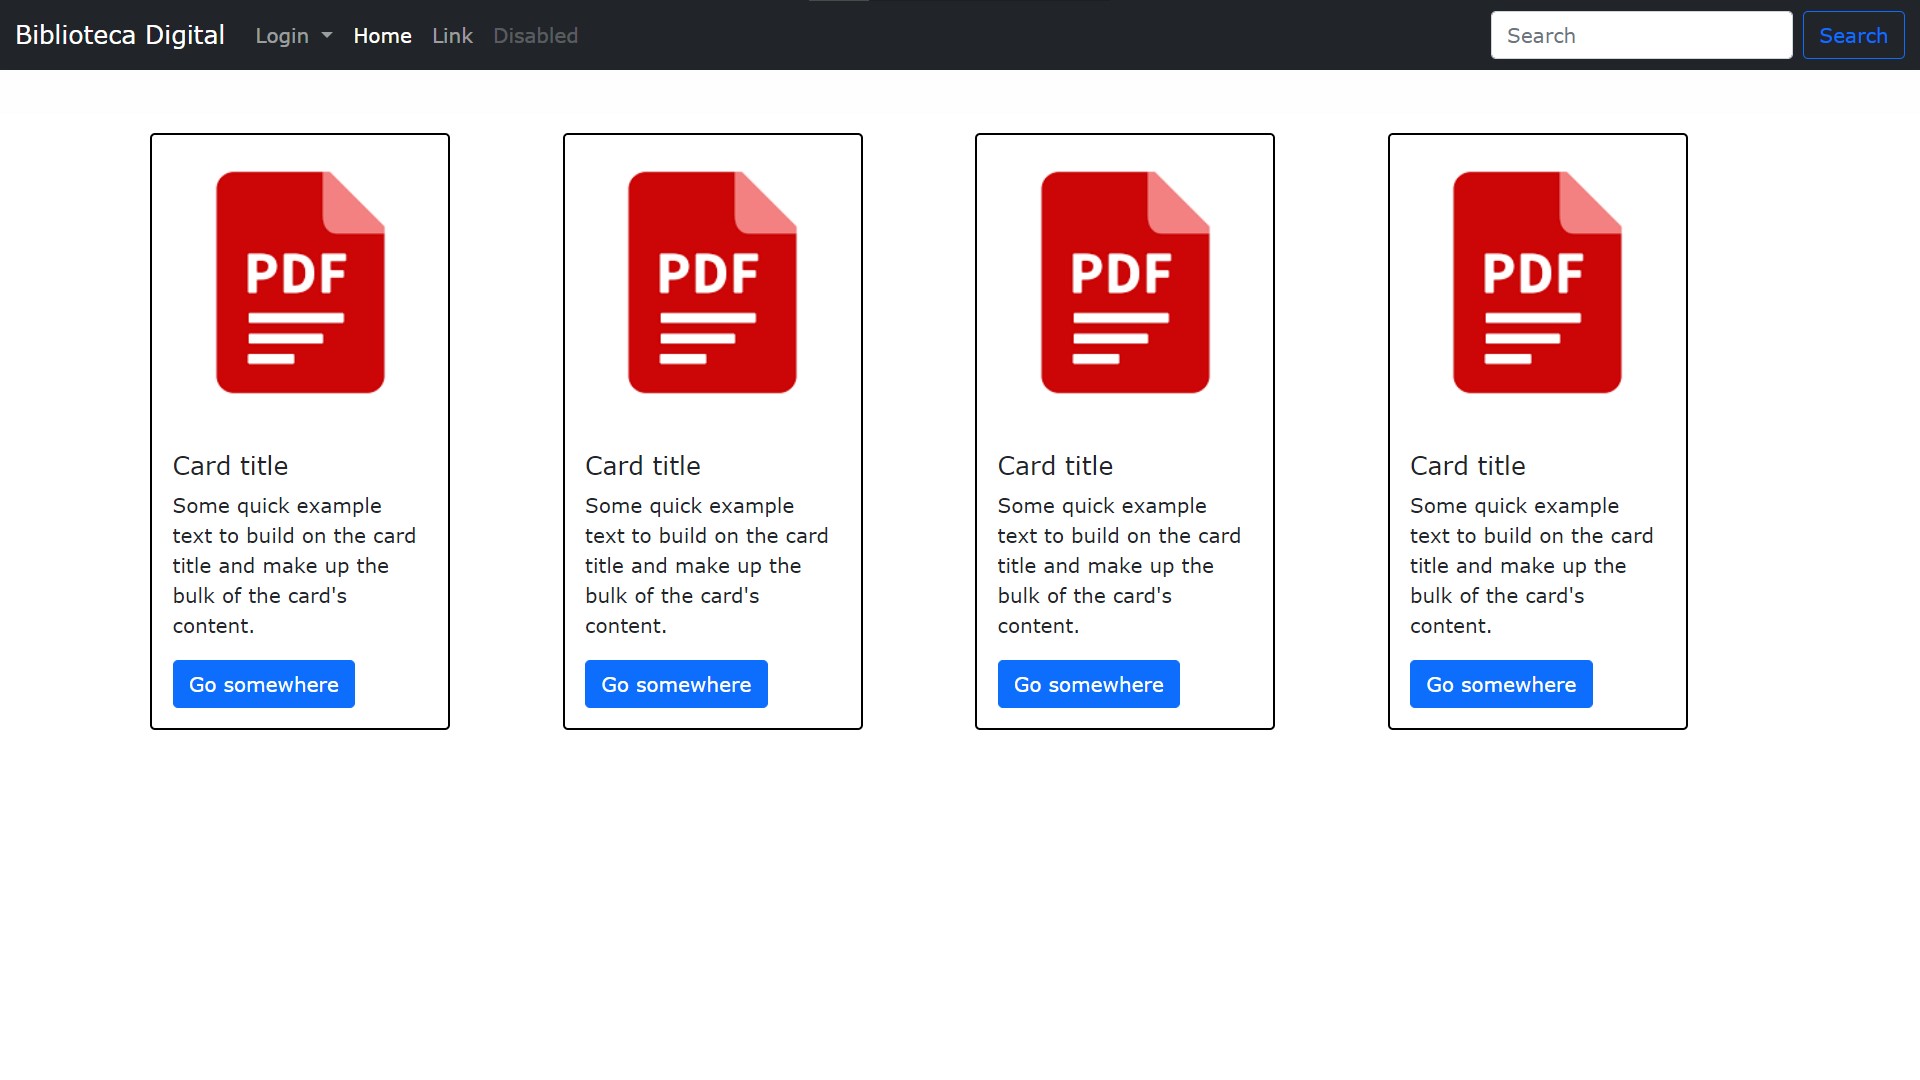 Biblioteca Digital Login Home Link Disabled Search Search
PDF
Card title
Some quick example
text to build on the card
title and make up the
bulk of the card's
content.
Go somewhere
PDF
Card title
Some quick example
text to build on the card
title and make up the
bulk of the card's
content.
Go somewhere
PDF
Card title
Some quick example
text to build on the card
title and make up the
bulk of the card's
content.
Go somewhere
PDF
Card title
Some quick example
text to build on the card
title and make up the
bulk of the card's
content.
Go somewhere